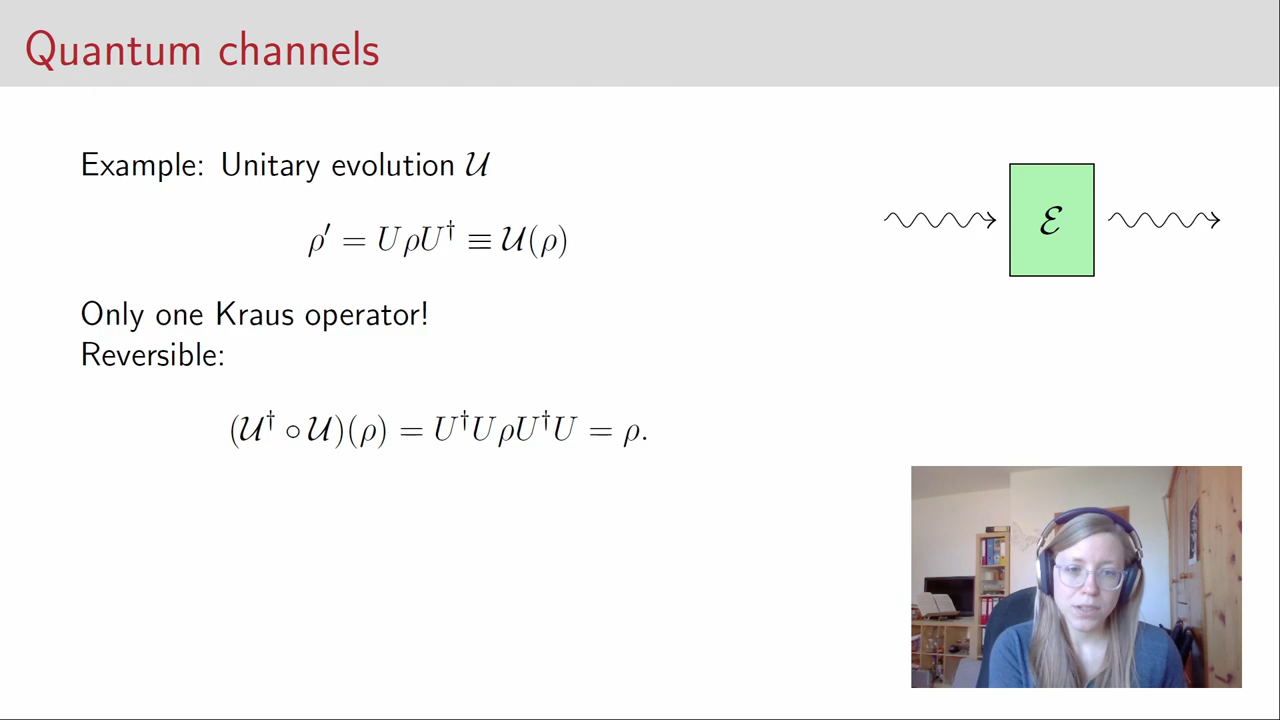 Quantum channels
Example: Unitary evolution 𝒰
ρ′ = UρU† ≡ 𝒰(ρ)
ℰ
Only one Kraus operator!
Reversible:
(𝒰† ∘ 𝒰)(ρ) = U†UρU†U = ρ.